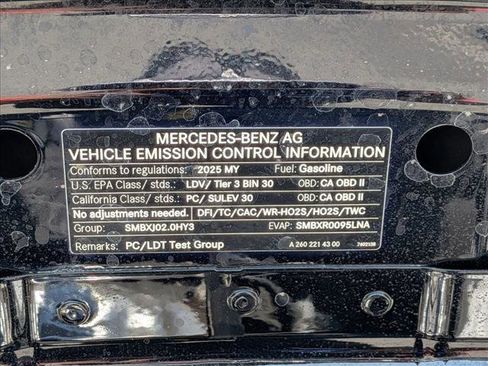 MERCEDES-BENZ AG
VEHICLE EMISSION CONTROL INFORMATION
Conforms to regulations: 2025 MY Fuel: Gasoline
U.S. EPA Class/ stds.: LDV/ Tier 3 BIN 30 OBD: CA OBD II
California Class/ stds.: PC/ SULEV 30 OBD: CA OBD II
No adjustments needed. DFI/TC/CAC/WR-HO2S/HO2S/TWC
Group: SMBXJ02.0HY3 EVAP: SMBXR0095LNA
Remarks: PC/LDT Test Group A 260 221 43 00